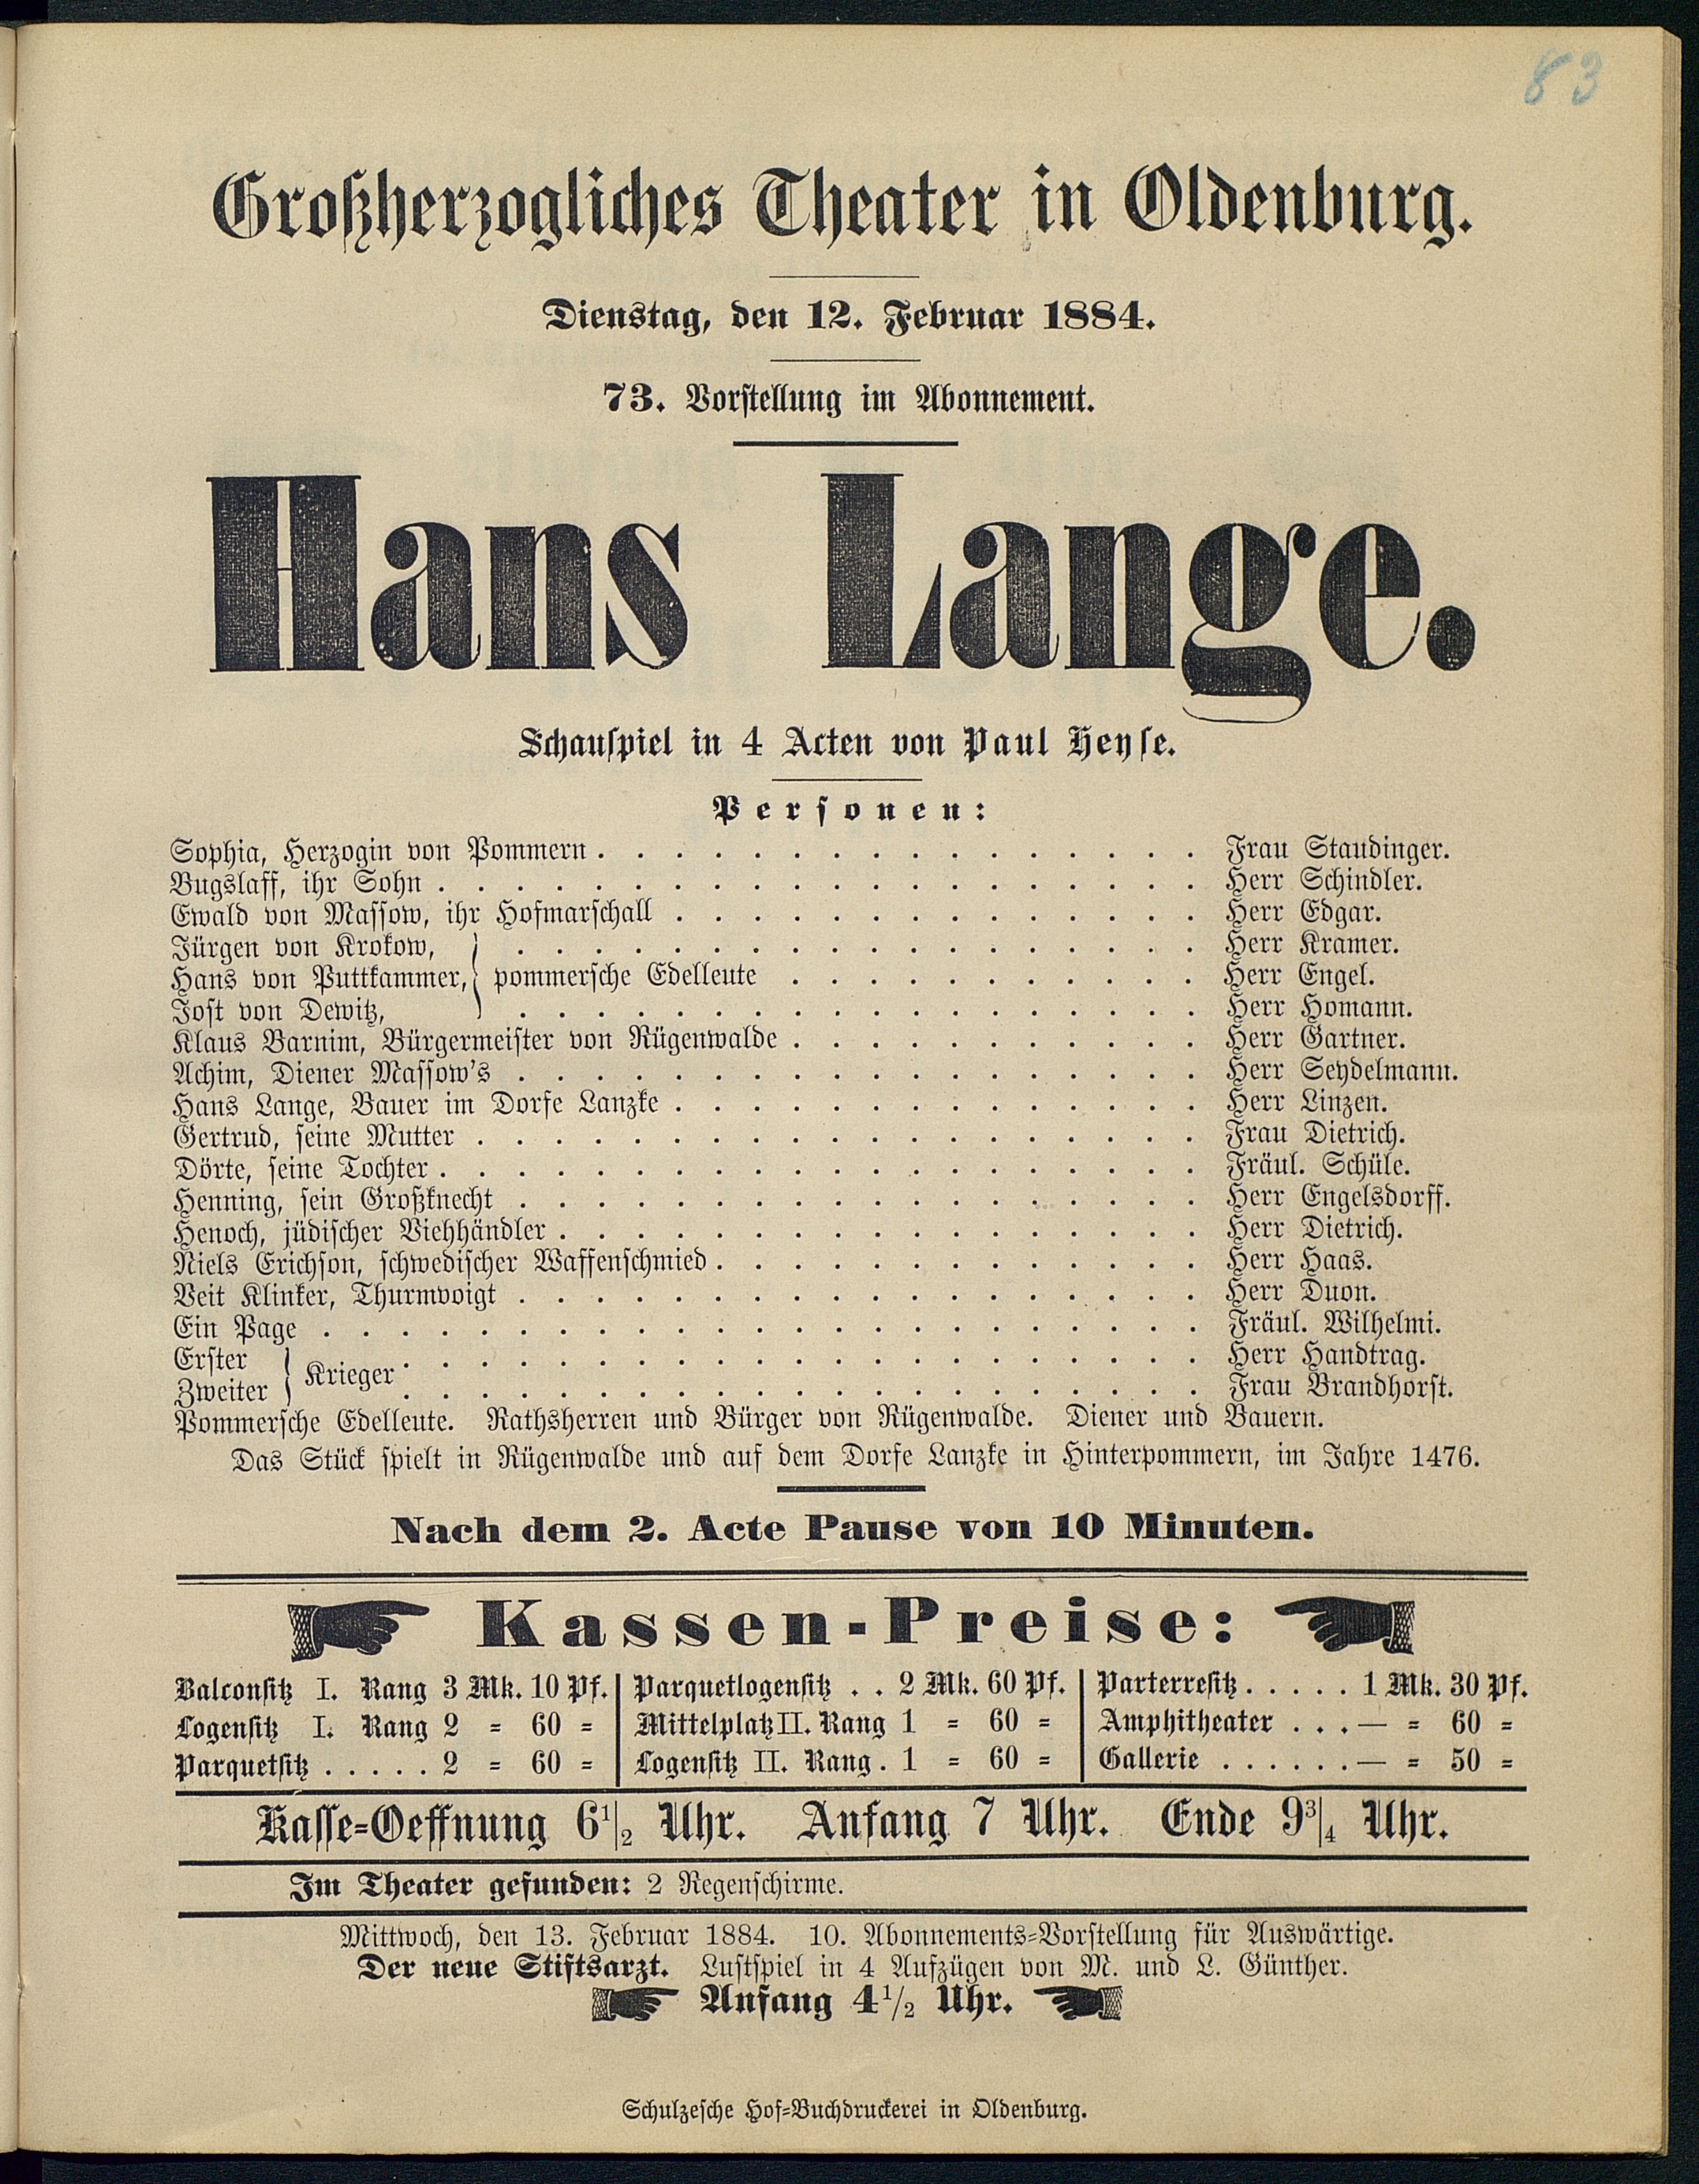 83
Großherzogliches Theater in Oldenburg.
Dienstag, den 12. Februar 1884.
73. Vorstellung im Abonnement.
Hans Lange.
Schauspiel in 4 Acten von Paul Heyse.
Personen:
Sophia, Herzogin von Pommern . . . . . . . . . . . . . . . . Frau Staudinger.
Bugslaff, ihr Sohn . . . . . . . . . . . . . . . . . . . . Herr Schindler.
Ewald von Massow, ihr Hofmarschall . . . . . . . . . . . . . . Herr Edgar.
Jürgen von Krokow, } . . . . . . . . . . . . . . . . . . Herr Kramer.
Hans von Puttkammer, } pommersche Edelleute . . . . . . . . . . . Herr Engel.
Jost von Dewitz, } . . . . . . . . . . . . . . . . . . Herr Homann.
Klaus Barnim, Bürgermeister von Rügenwalde . . . . . . . . . . . Herr Gartner.
Achim, Diener Massow's . . . . . . . . . . . . . . . . . . Herr Seydelmann.
Hans Lange, Bauer im Dorfe Lanzke . . . . . . . . . . . . . . Herr Linzen.
Gertrud, seine Mutter . . . . . . . . . . . . . . . . . . . Frau Dietrich.
Dörte, seine Tochter . . . . . . . . . . . . . . . . . . . . Fräul. Schüle.
Henning, sein Großknecht . . . . . . . . . . . . . . . . . . Herr Engelsdorff.
Henoch, jüdischer Viehhändler . . . . . . . . . . . . . . . . . Herr Dietrich.
Niels Erichson, schwedischer Waffenschmied . . . . . . . . . . . . . Herr Haas.
Veit Klinker, Thurmvoigt . . . . . . . . . . . . . . . . . . Herr Duon.
Ein Page . . . . . . . . . . . . . . . . . . . . . . . Fräul. Wilhelmi.
Erster } Krieger . . . . . . . . . . . . . . . . . . . . . Herr Handtrag.
Zweiter } . . . . . . . . . . . . . . . . . . . . . Frau Brandhorst.
Pommersche Edelleute. Rathsherren und Bürger von Rügenwalde. Diener und Bauern.
Das Stück spielt in Rügenwalde und auf dem Dorfe Lanzke in Hinterpommern, im Jahre 1476.
Nach dem 2. Acte Pause von 10 Minuten.
Kassen-Preise:
Balconsitz I. Rang 3 Mk. 10 Pf. | Parquetlogensitz . . 2 Mk. 60 Pf. | Parterresitz . . . . . 1 Mk. 30 Pf.
Logensitz I. Rang 2 = 60 = | Mittelplatz II. Rang 1 = 60 = | Amphitheater . . . — = 60 =
Parquetsitz . . . . . 2 = 60 = | Logensitz II. Rang . 1 = 60 = | Gallerie . . . . . . — = 50 =
Kasse-Oeffnung 6 1/2 Uhr. Anfang 7 Uhr. Ende 9 3/4 Uhr.
Im Theater gefunden: 2 Regenschirme.
Mittwoch, den 13. Februar 1884. 10. Abonnements-Vorstellung für Auswärtige.
Der neue Stiftsarzt. Lustspiel in 4 Aufzügen von M. und L. Günther.
Anfang 4 1/2 Uhr.
Schulzesche Hof-Buchdruckerei in Oldenburg.